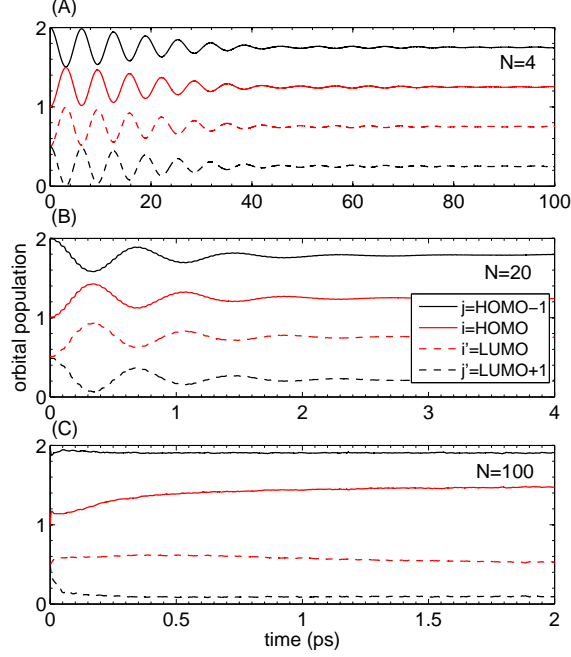 (A)
2
1
0
N=4
0 20 40 60 80 100
(B)
2
1
0
orbital population
N=20
j=HOMO−1
i=HOMO
i'=LUMO
j'=LUMO+1
0 1 2 3 4
(C)
2
1
0
N=100
0 0.5 1 1.5 2
time (ps)